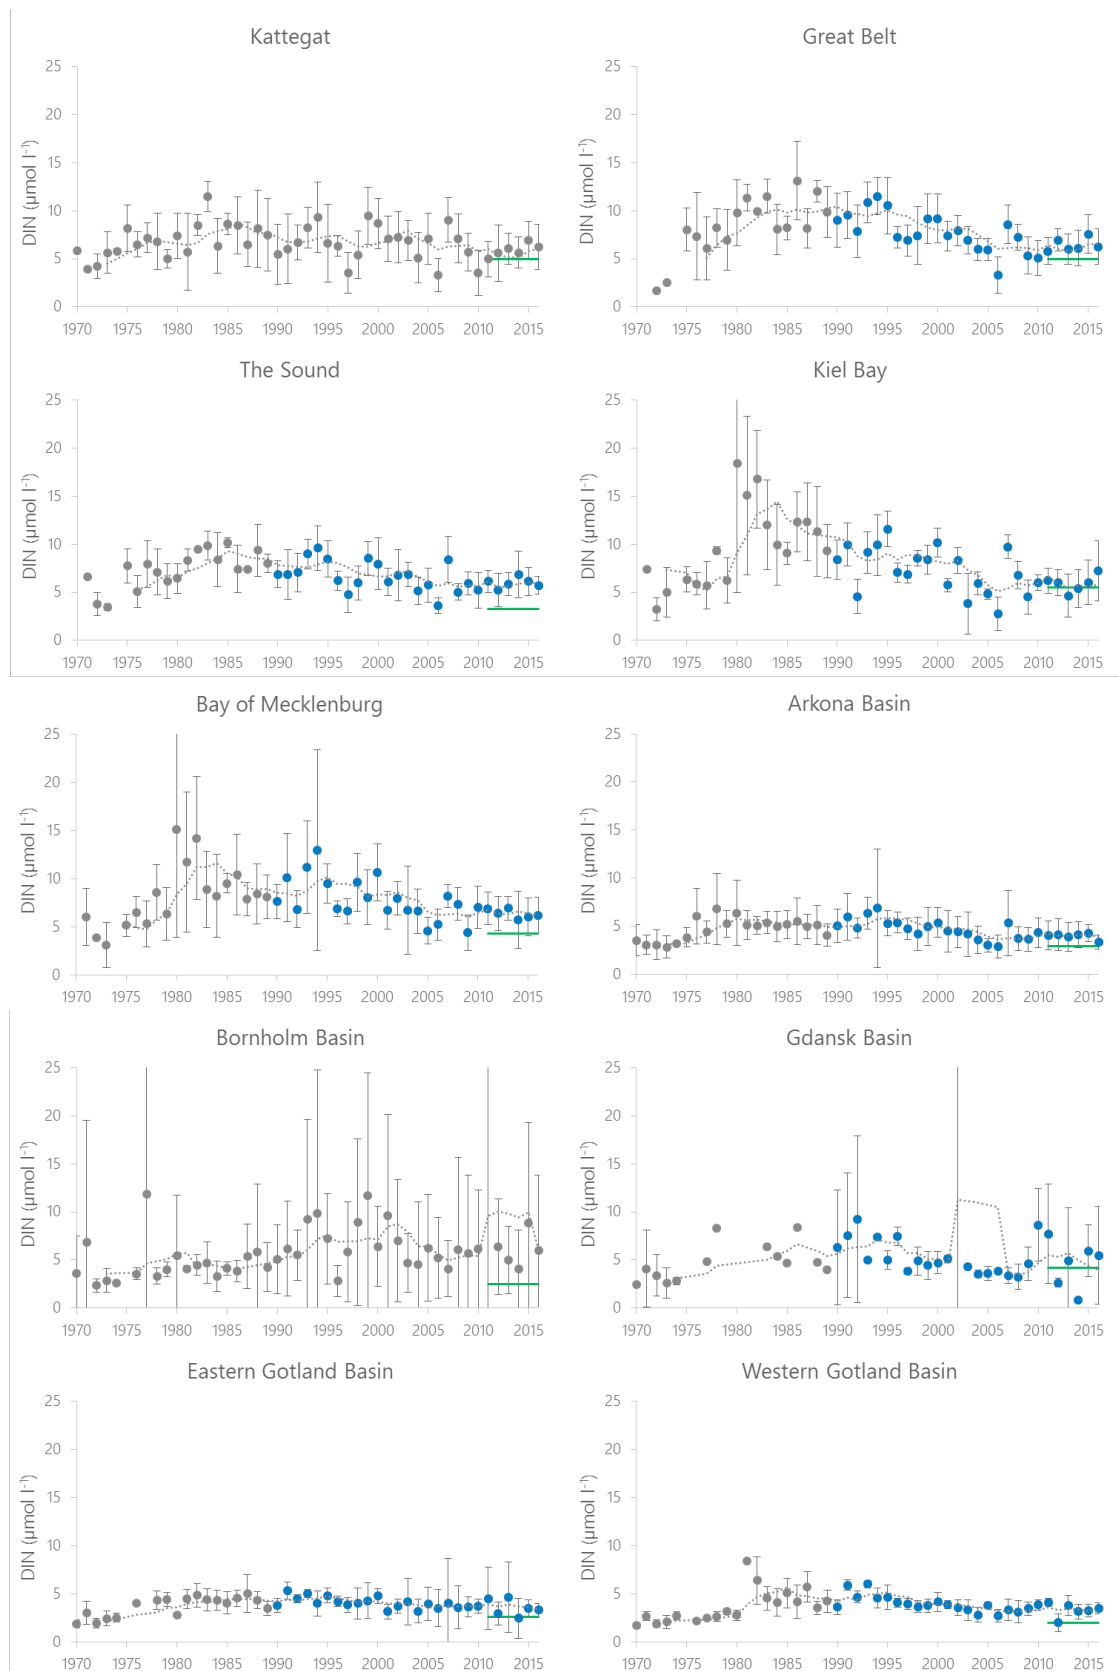 Kattegat
Great Belt
DIN (µmol l⁻¹)
25
20
15
10
5
0
1970 1975 1980 1985 1990 1995 2000 2005 2010 2015
DIN (µmol l⁻¹)
25
20
15
10
5
0
1970 1975 1980 1985 1990 1995 2000 2005 2010 2015
The Sound
Kiel Bay
DIN (µmol l⁻¹)
25
20
15
10
5
0
1970 1975 1980 1985 1990 1995 2000 2005 2010 2015
DIN (µmol l⁻¹)
25
20
15
10
5
0
1970 1975 1980 1985 1990 1995 2000 2005 2010 2015
Bay of Mecklenburg
Arkona Basin
DIN (µmol l⁻¹)
25
20
15
10
5
0
1970 1975 1980 1985 1990 1995 2000 2005 2010 2015
DIN (µmol l⁻¹)
25
20
15
10
5
0
1970 1975 1980 1985 1990 1995 2000 2005 2010 2015
Bornholm Basin
Gdansk Basin
DIN (µmol l⁻¹)
25
20
15
10
5
0
1970 1975 1980 1985 1990 1995 2000 2005 2010 2015
DIN (µmol l⁻¹)
25
20
15
10
5
0
1970 1975 1980 1985 1990 1995 2000 2005 2010 2015
Eastern Gotland Basin
Western Gotland Basin
DIN (µmol l⁻¹)
25
20
15
10
5
0
1970 1975 1980 1985 1990 1995 2000 2005 2010 2015
DIN (µmol l⁻¹)
25
20
15
10
5
0
1970 1975 1980 1985 1990 1995 2000 2005 2010 2015